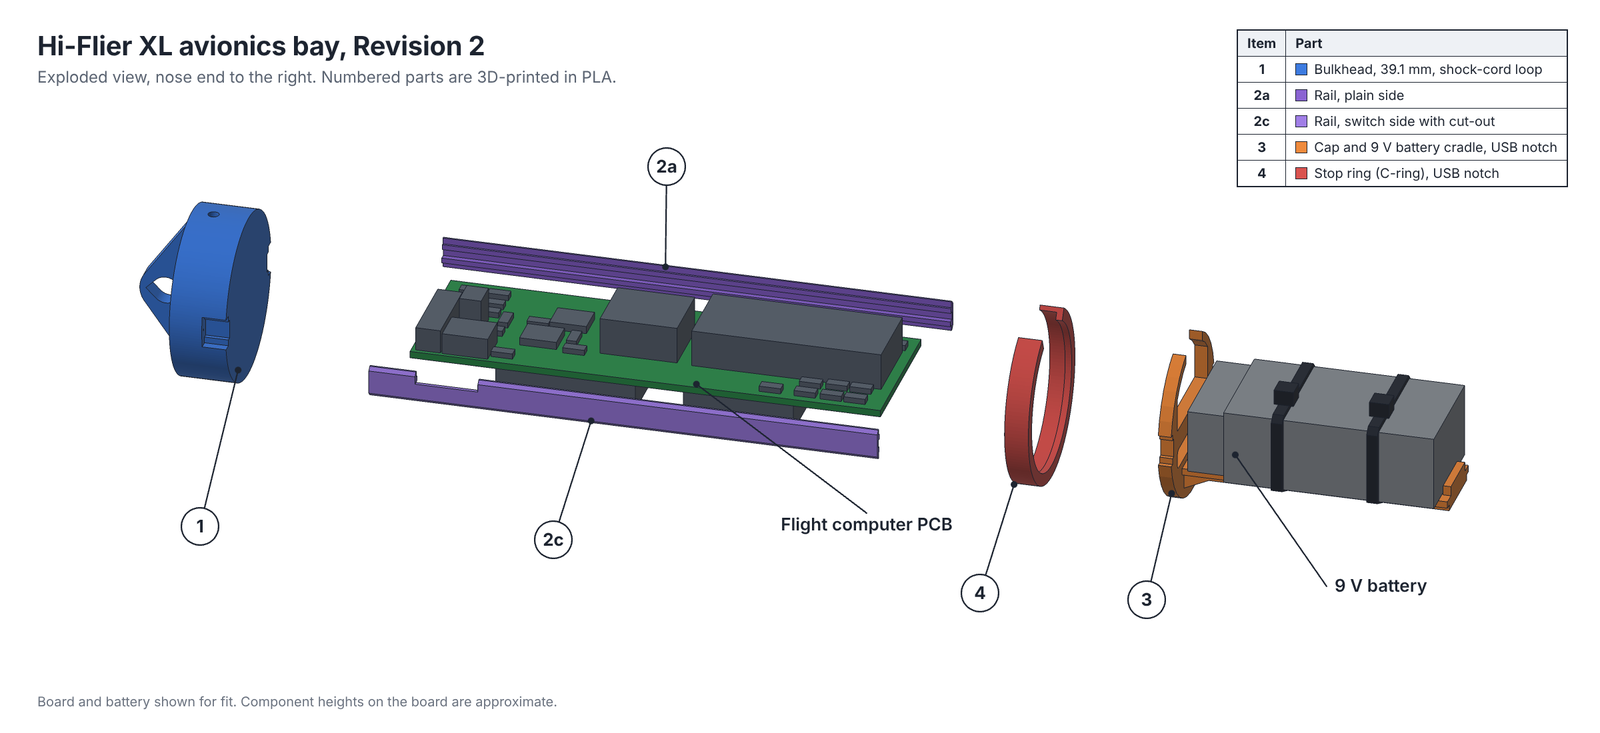 Hi-Flier XL avionics bay, Revision 2
Exploded view, nose end to the right. Numbered parts are 3D-printed in PLA.
Item Part
1 Bulkhead, 39.1 mm, shock-cord loop
2a Rail, plain side
2c Rail, switch side with cut-out
3 Cap and 9 V battery cradle, USB notch
4 Stop ring (C-ring), USB notch
2a
1
2c
Flight computer PCB
4
3
9 V battery
Board and battery shown for fit. Component heights on the board are approximate.